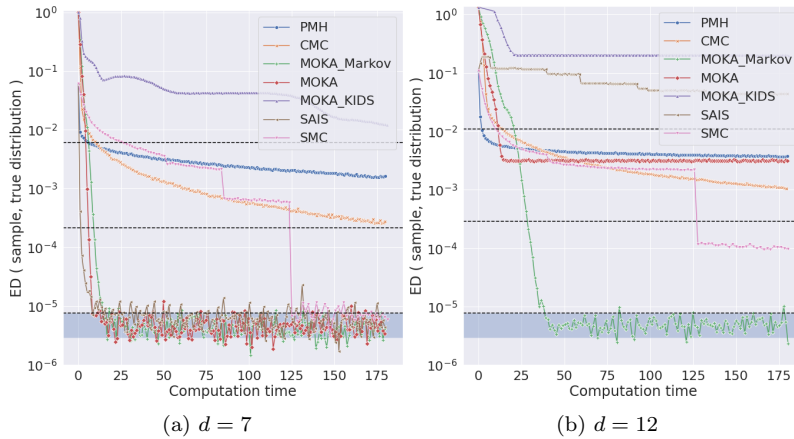 ED ( sample, true distribution)
10^0
10^−1
10^−2
10^−3
10^−4
10^−5
10^−6
PMH
CMC
MOKA_Markov
MOKA
MOKA_KIDS
SAIS
SMC
0 25 50 75 100 125 150 175
Computation time
(a) d = 7
ED ( sample, true distribution)
10^0
10^−1
10^−2
10^−3
10^−4
10^−5
10^−6
PMH
CMC
MOKA_Markov
MOKA
MOKA_KIDS
SAIS
SMC
0 25 50 75 100 125 150 175
Computation time
(b) d = 12